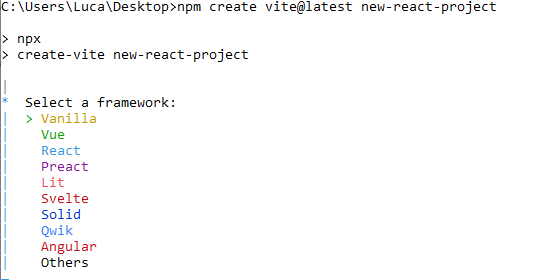 C:\Users\Luca\Desktop>npm create vite@latest new-react-project
> npx
> create-vite new-react-project
|
* Select a framework:
| > Vanilla
| Vue
| React
| Preact
| Lit
| Svelte
| Solid
| Qwik
| Angular
| Others